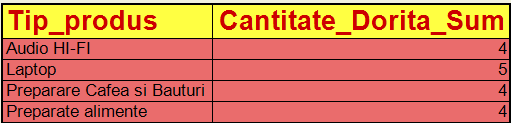 Tip_produs Cantitate_Dorita_Sum
Audio HI-FI 4
Laptop 5
Preparare Cafea si Bauturi 4
Preparate alimente 4